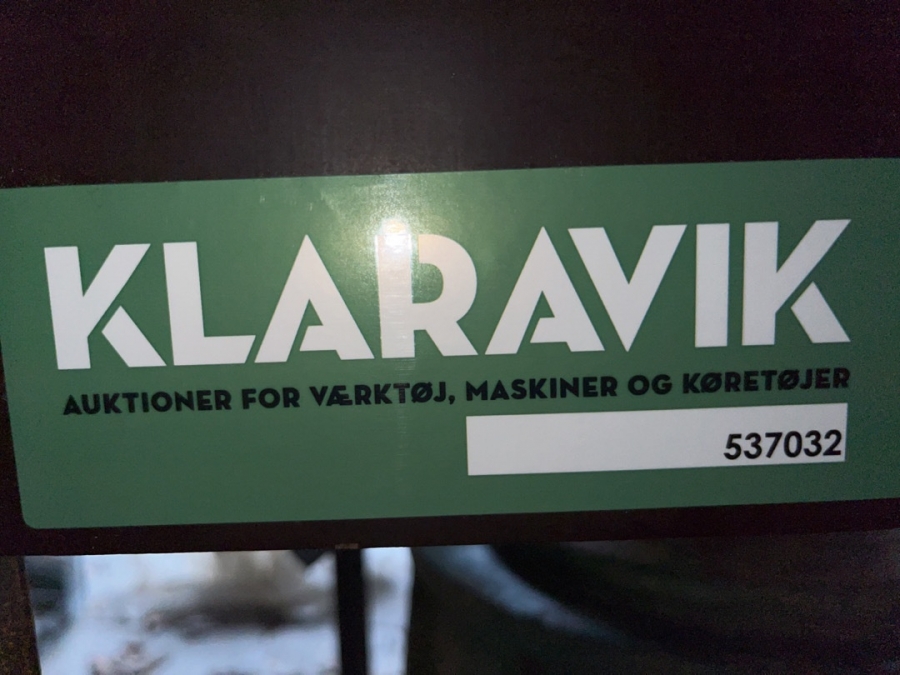 KLARAVIK
AUKTIONER FOR VÆRKTØJ, MASKINER OG KØRETØJER
537032